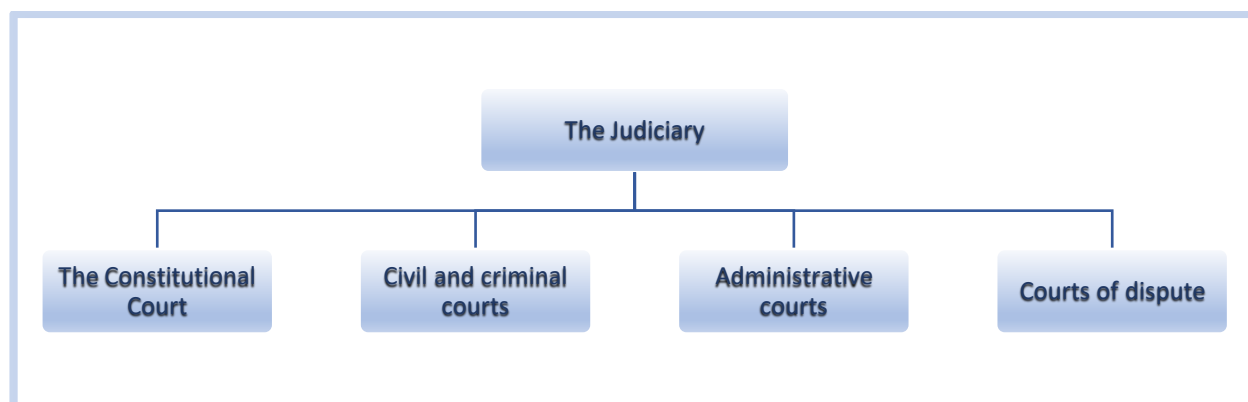 The Judiciary
The Constitutional
Court
Civil and criminal
courts
Administrative
courts
Courts of dispute